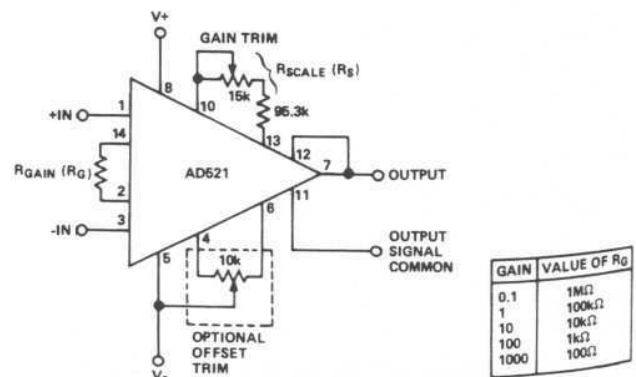 V+
GAIN TRIM
RSCALE (RS)
8
10
15k
95.3k
+IN
1
14
13
12
RGAIN (RG)
AD521
7
OUTPUT
2
11
6
-IN
3
4
5
10k
OUTPUT
SIGNAL
COMMON
OPTIONAL
OFFSET
TRIM
V-
GAIN VALUE OF RG
0.1 1MΩ
1 100kΩ
10 10kΩ
100 1kΩ
1000 100Ω